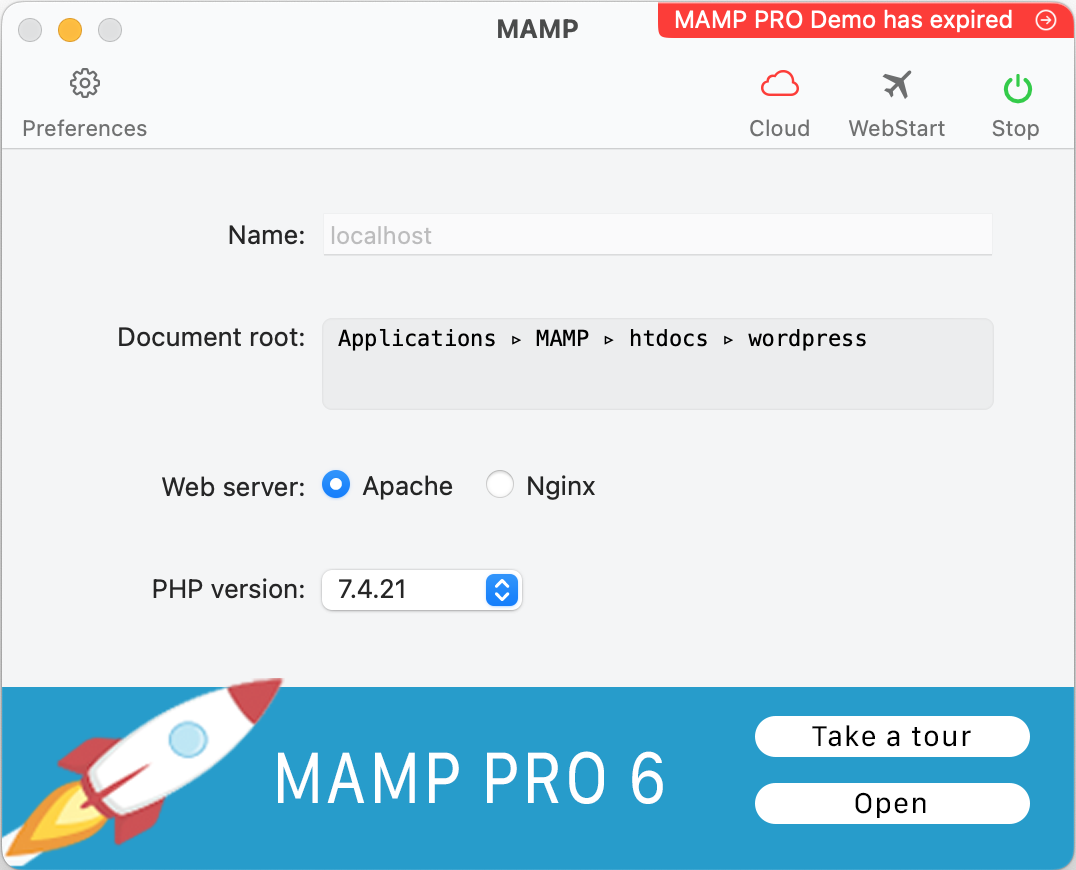 MAMP
MAMP PRO Demo has expired
Preferences
Cloud
WebStart
Stop
Name: localhost
Document root: Applications ▹ MAMP ▹ htdocs ▹ wordpress
Web server: Apache Nginx
PHP version: 7.4.21
MAMP PRO 6
Take a tour
Open